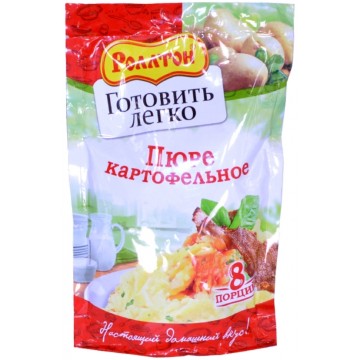 Роллтон
Готовить
легко
Пюре
картофельное
8
порций
Настоящий домашний вкус!